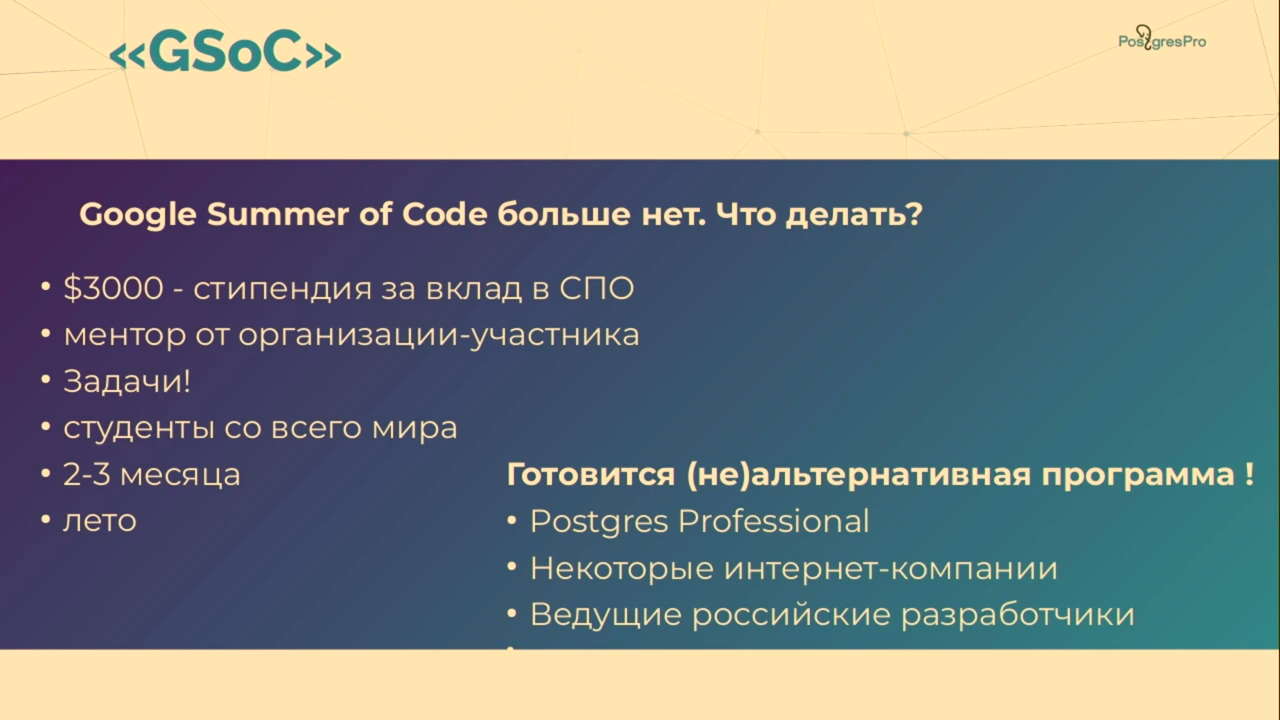 «GSoC»
PostgresPro
Google Summer of Code больше нет. Что делать?
• $3000 - стипендия за вклад в СПО
• ментор от организации-участника
• Задачи!
• студенты со всего мира
• 2-3 месяца
• лето
Готовится (не)альтернативная программа !
• Postgres Professional
• Некоторые интернет-компании
• Ведущие российские разработчики